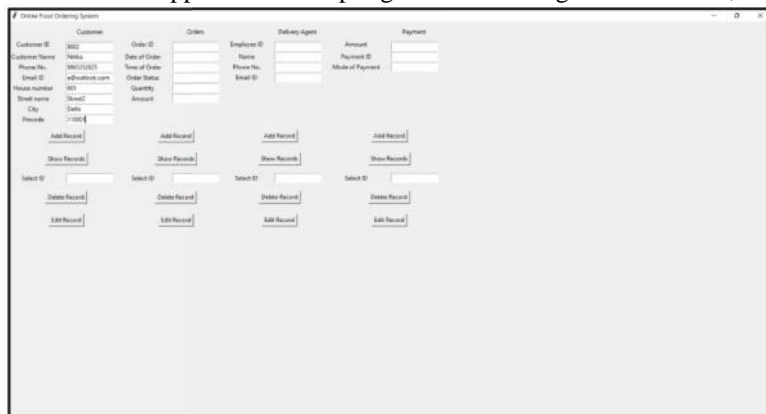 Online Food Ordering System
Customer Orders Delivery Agent Payment
Customer ID Order ID Employee ID Amount
Customer Name Date of Order Name Payment ID
Phone No. Time of Order Phone No. Mode of Payment
Email ID a@outlook.com Order Status Email ID
House number Quantity
Street name Street2 Amount
City Delhi
Pincode 110001
Add Record Add Record Add Record Add Record
Show Records Show Records Show Records Show Records
Select ID Select ID Select ID Select ID
Delete Record Delete Record Delete Record Delete Record
Edit Record Edit Record Edit Record Edit Record